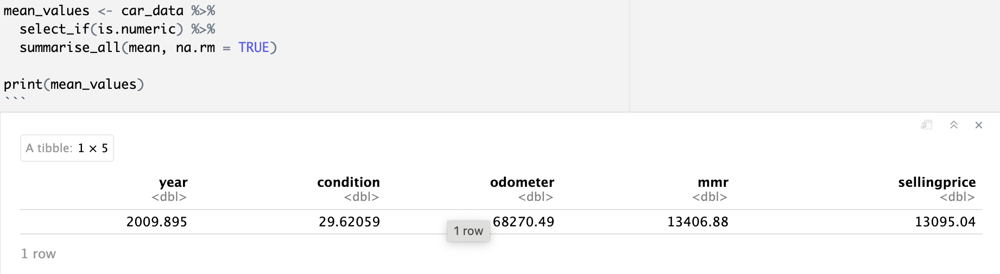 mean_values <- car_data %>%
  select_if(is.numeric) %>%
  summarise_all(mean, na.rm = TRUE)
print(mean_values)
```
A tibble: 1 × 5
year condition odometer mmr sellingprice
<dbl> <dbl> <dbl> <dbl> <dbl>
2009.895 29.62059 68270.49 13406.88 13095.04
1 row
1 row